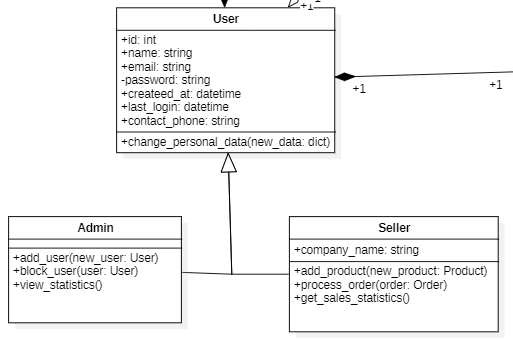 +1
User
+id: int
+name: string
+email: string
-password: string
+createed_at: datetime
+last_login: datetime
+contact_phone: string
+change_personal_data(new_data: dict)
+1
+1
Admin
+add_user(new_user: User)
+block_user(user: User)
+view_statistics()
Seller
+company_name: string
+add_product(new_product: Product)
+process_order(order: Order)
+get_sales_statistics()